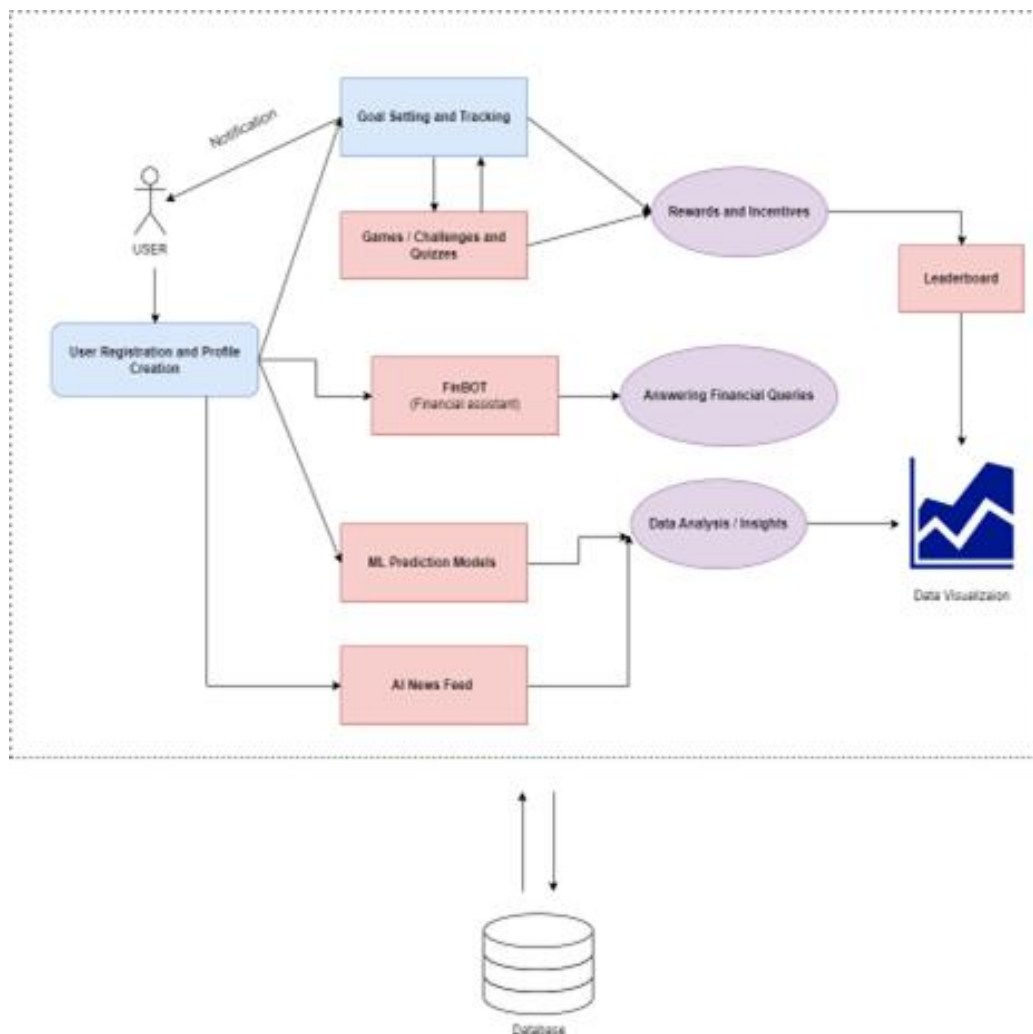 Goal Setting and Tracking
Notification
USER
Games / Challenges and
Quizzes
Rewards and Incentives
Leaderboard
User Registration and Profile
Creation
FinBOT
(Financial assistant)
Answering Financial Queries
ML Prediction Models
Data Analysis / Insights
Data Visualizaion
AI News Feed
Database